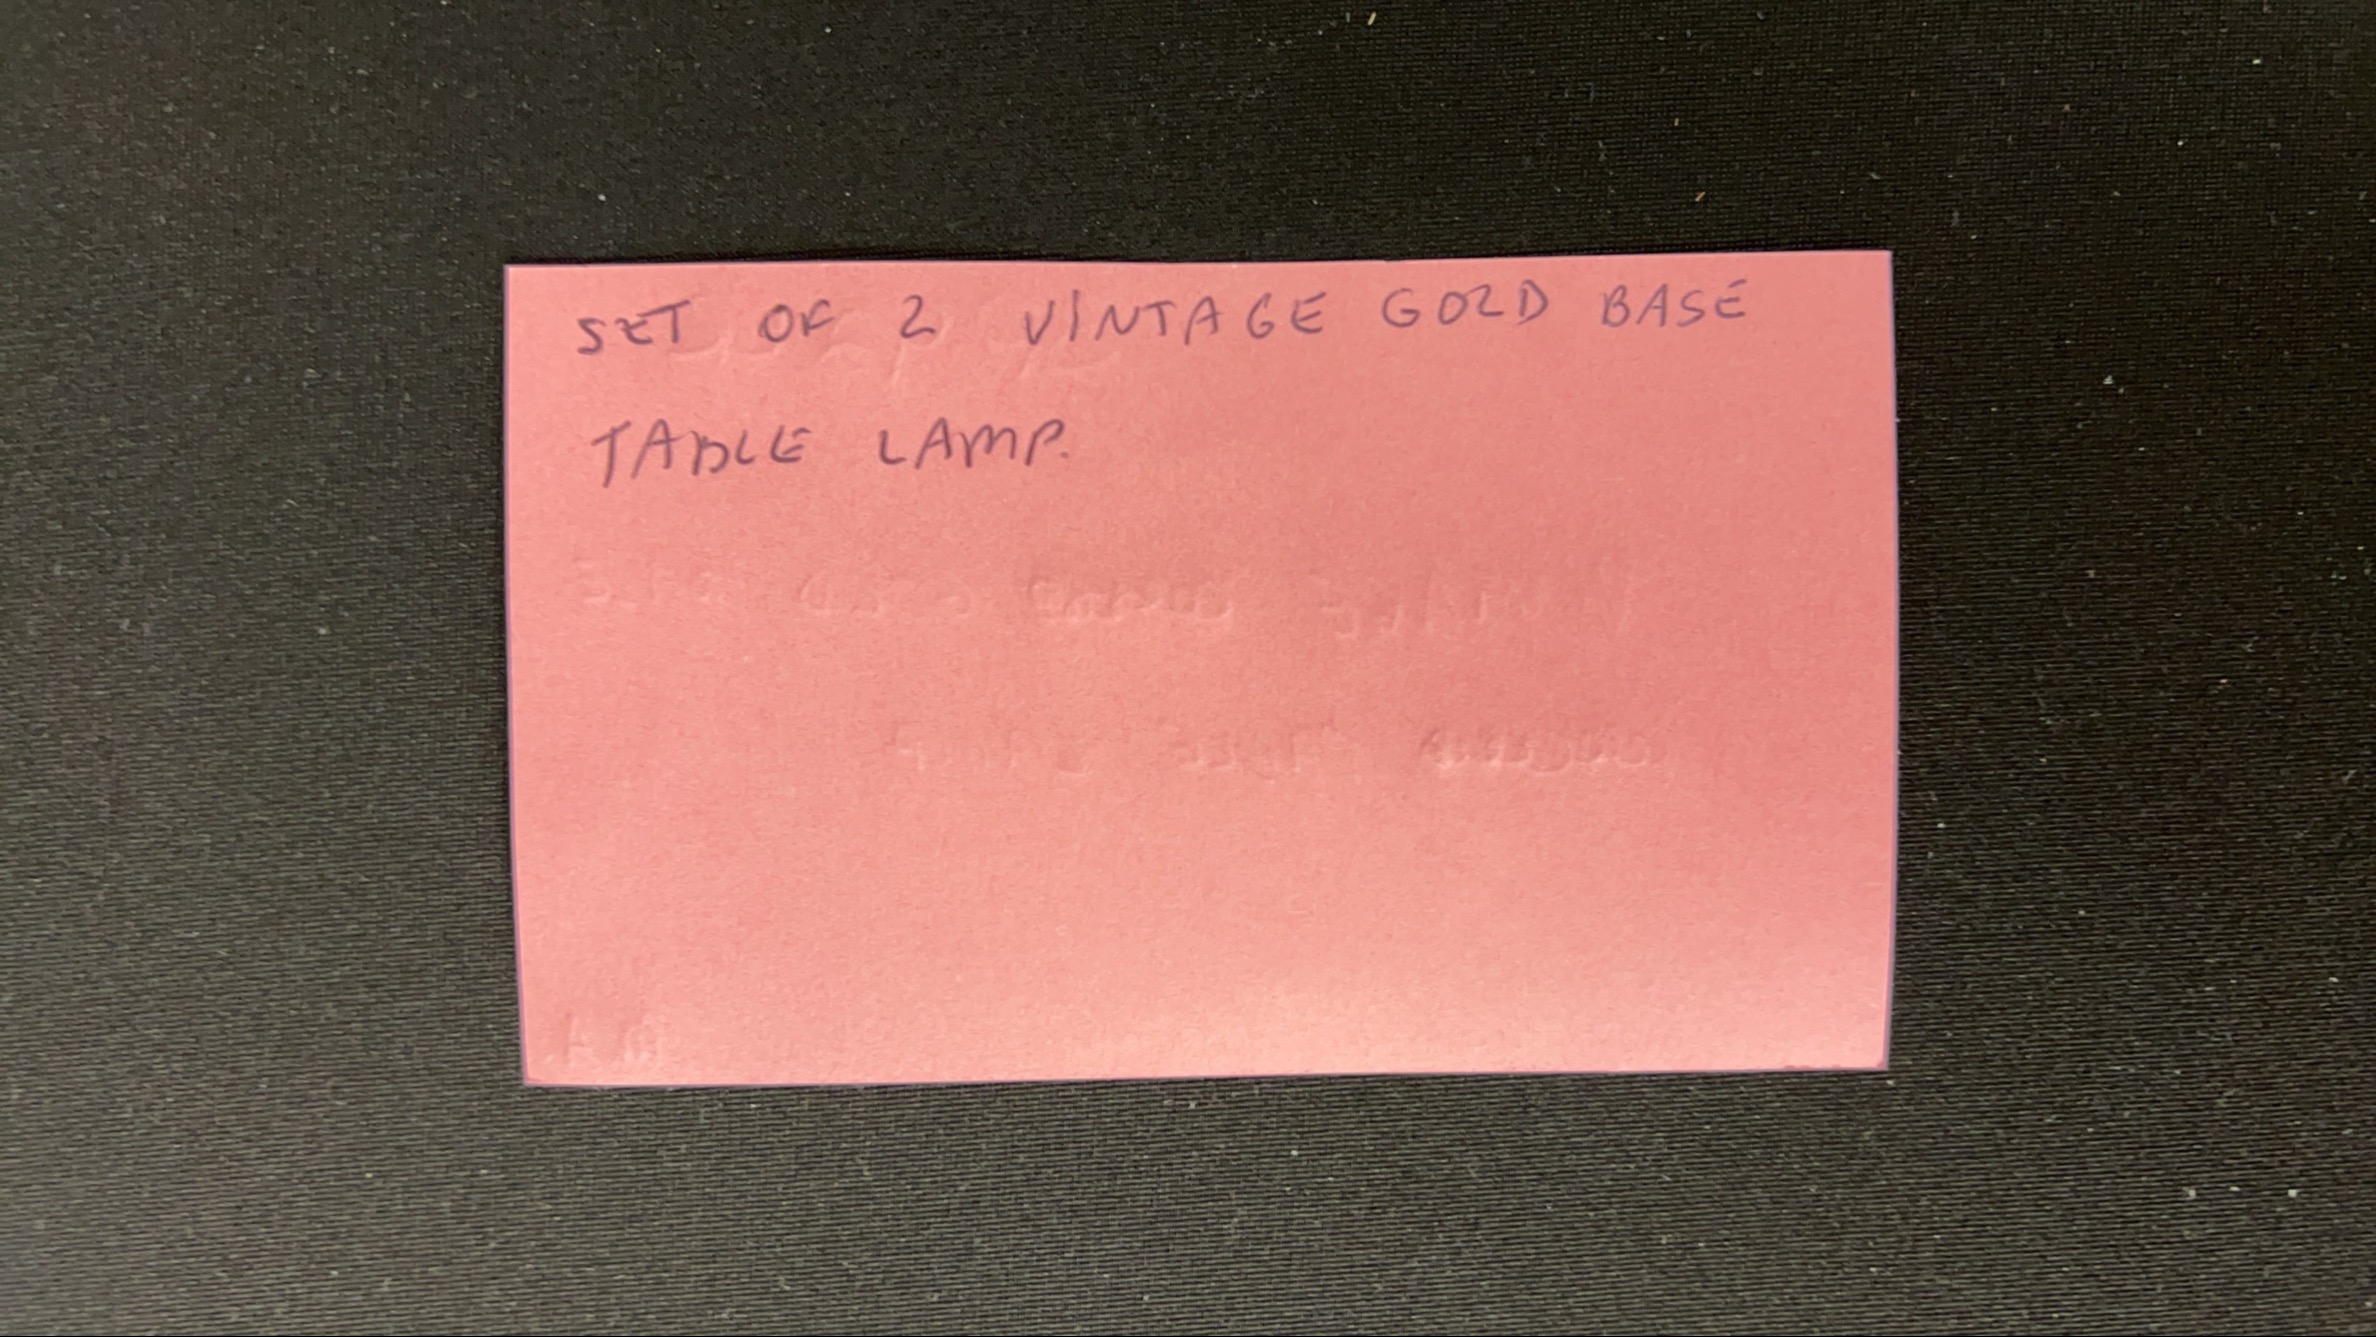 SET OF 2 VINTAGE GOLD BASE
TABLE LAMP.